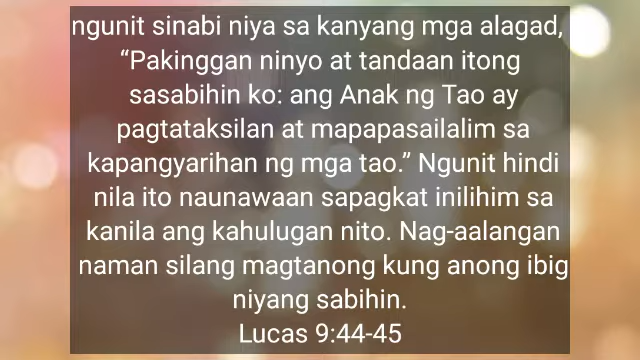 ngunit sinabi niya sa kanyang mga alagad,
“Pakinggan ninyo at tandaan itong
sasabihin ko: ang Anak ng Tao ay
pagtataksilan at mapapasailalim sa
kapangyarihan ng mga tao.” Ngunit hindi
nila ito naunawaan sapagkat inilihim sa
kanila ang kahulugan nito. Nag-aalangan
naman silang magtanong kung anong ibig
niyang sabihin.
Lucas 9:44-45